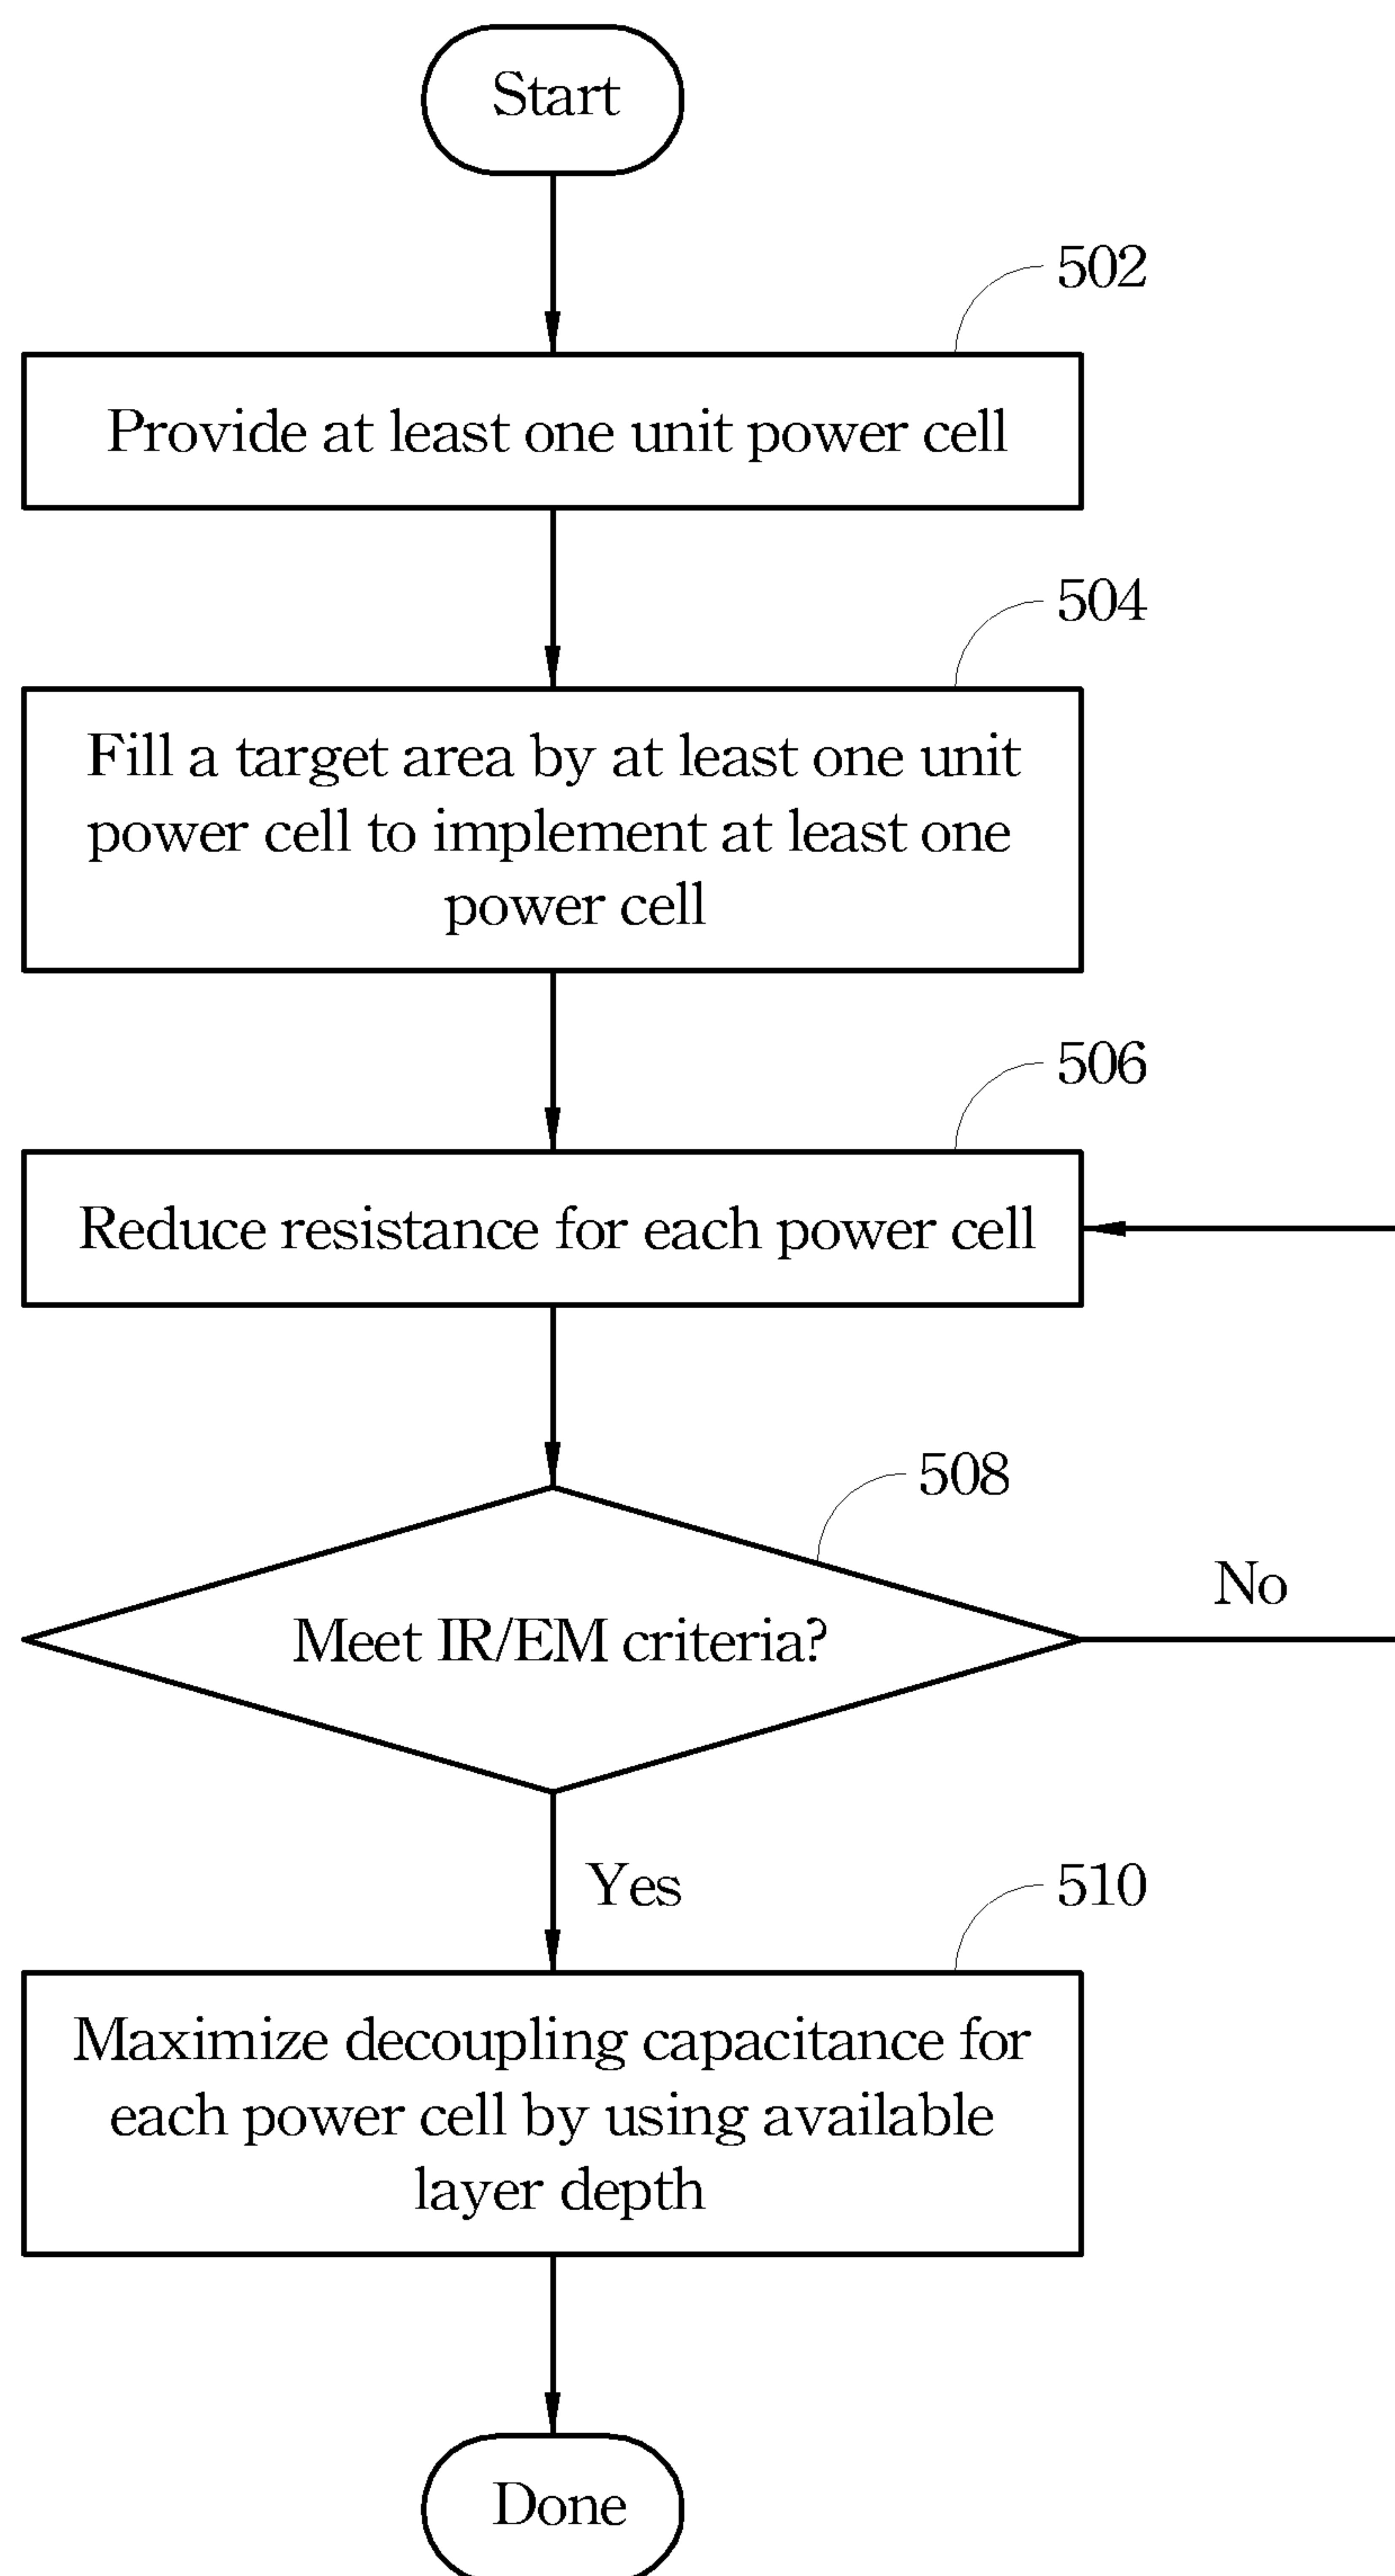 Start
502
Provide at least one unit power cell
504
Fill a target area by at least one unit
power cell to implement at least one
power cell
506
Reduce resistance for each power cell
508
No
Meet IR/EM criteria?
Yes
510
Maximize decoupling capacitance for
each power cell by using available
layer depth
Done